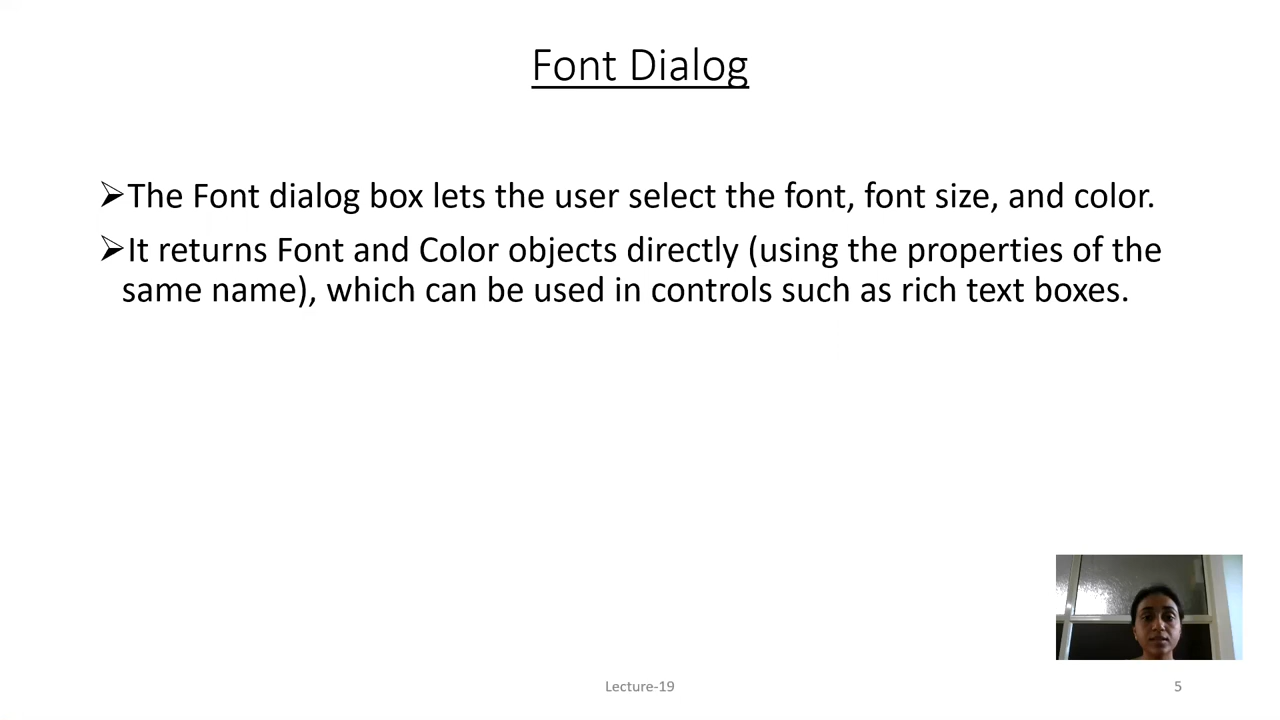 Font Dialog
➢The Font dialog box lets the user select the font, font size, and color.
➢It returns Font and Color objects directly (using the properties of the
same name), which can be used in controls such as rich text boxes.
Lecture-19
5